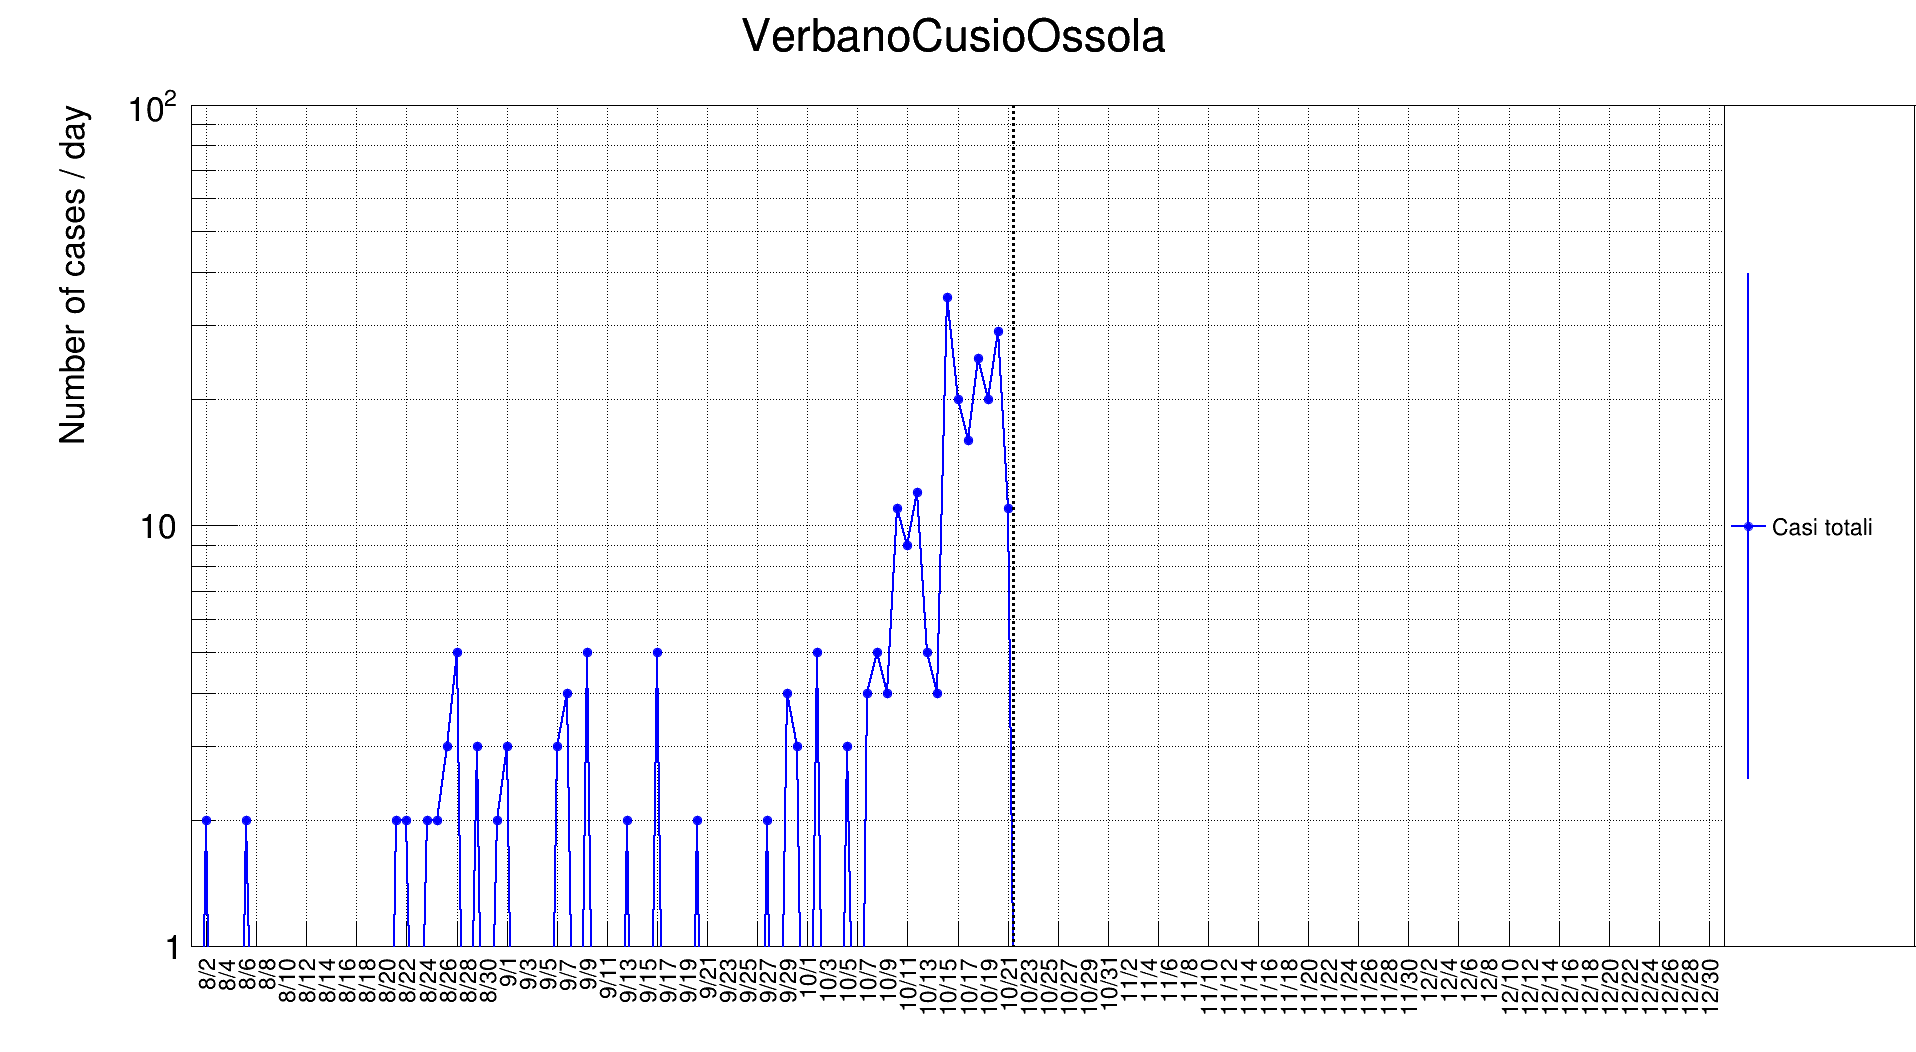 VerbanoCusioOssola
Number of cases / day
10²
10
1
8/2 8/4 8/6 8/8 8/10 8/12 8/14 8/16 8/18 8/20 8/22 8/24 8/26 8/28 8/30 9/1 9/3 9/5 9/7 9/9 9/11 9/13 9/15 9/17 9/19 9/21 9/23 9/25 9/27 9/29 10/1 10/3 10/5 10/7 10/9 10/11 10/13 10/15 10/17 10/19 10/21 10/23 10/25 10/27 10/29 10/31 11/2 11/4 11/6 11/8 11/10 11/12 11/14 11/16 11/18 11/20 11/22 11/24 11/26 11/28 11/30 12/2 12/4 12/6 12/8 12/10 12/12 12/14 12/16 12/18 12/20 12/22 12/24 12/26 12/28 12/30
Casi totali